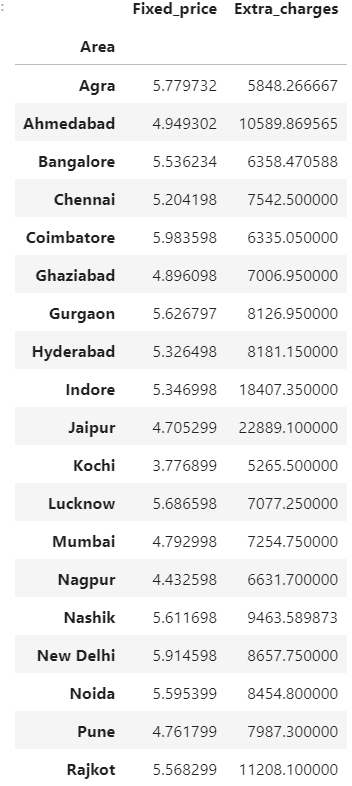 Fixed_price Extra_charges
Area
Agra 5.779732 5848.266667
Ahmedabad 4.949302 10589.869565
Bangalore 5.536234 6358.470588
Chennai 5.204198 7542.500000
Coimbatore 5.983598 6335.050000
Ghaziabad 4.896098 7006.950000
Gurgaon 5.626797 8126.950000
Hyderabad 5.326498 8181.150000
Indore 5.346998 18407.350000
Jaipur 4.705299 22889.100000
Kochi 3.776899 5265.500000
Lucknow 5.686598 7077.250000
Mumbai 4.792998 7254.750000
Nagpur 4.432598 6631.700000
Nashik 5.611698 9463.589873
New Delhi 5.914598 8657.750000
Noida 5.595399 8454.800000
Pune 4.761799 7987.300000
Rajkot 5.568299 11208.100000